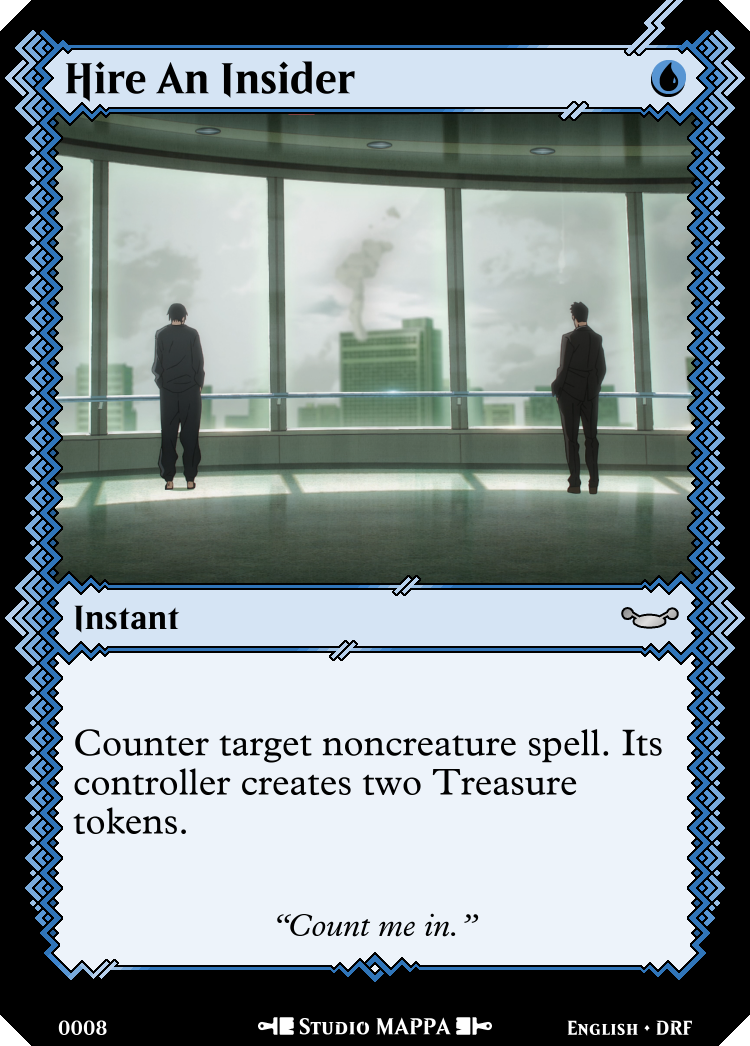 Hire An Insider
Instant
Counter target noncreature spell. Its
controller creates two Treasure
tokens.
“Count me in.”
0008
Studio MAPPA
English • DRF